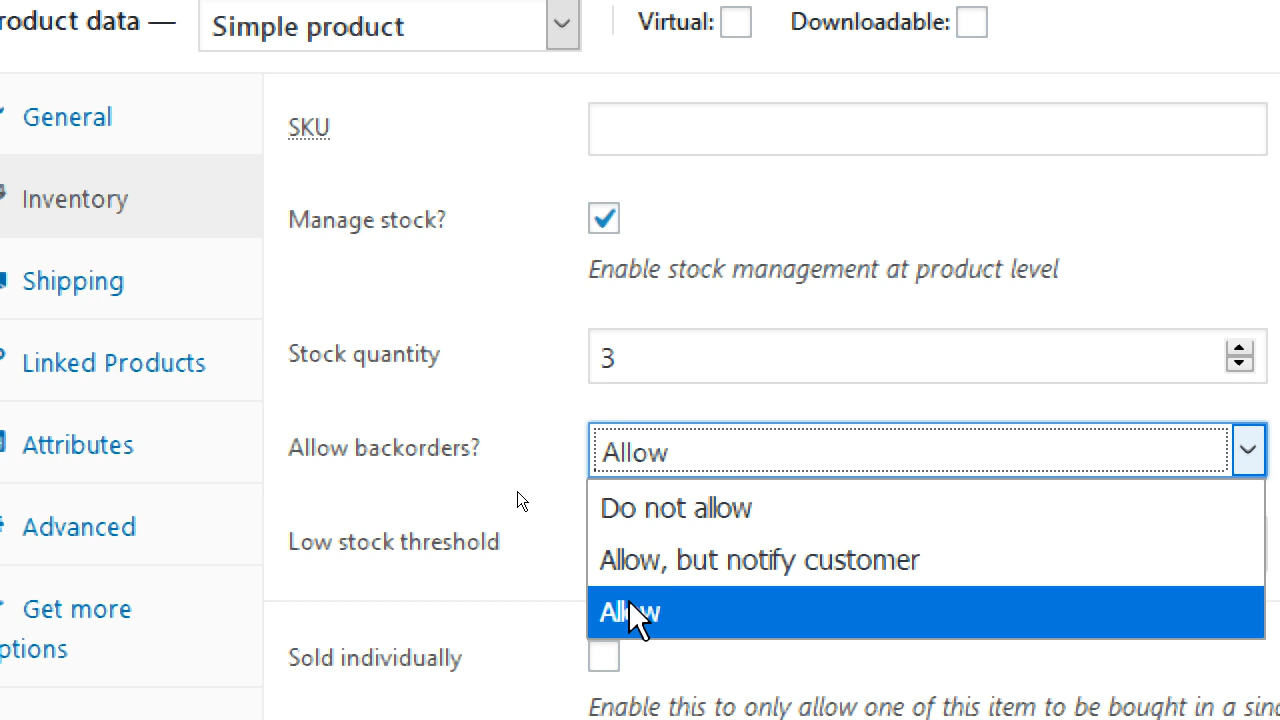 roduct data — Simple product Virtual: Downloadable:
General
Inventory
Shipping
Linked Products
Attributes
Advanced
Get more
ptions
SKU
Manage stock?
Enable stock management at product level
Stock quantity 3
Allow backorders? Allow
Do not allow
Allow, but notify customer
Allow
Low stock threshold
Sold individually
Enable this to only allow one of this item to be bought in a sin